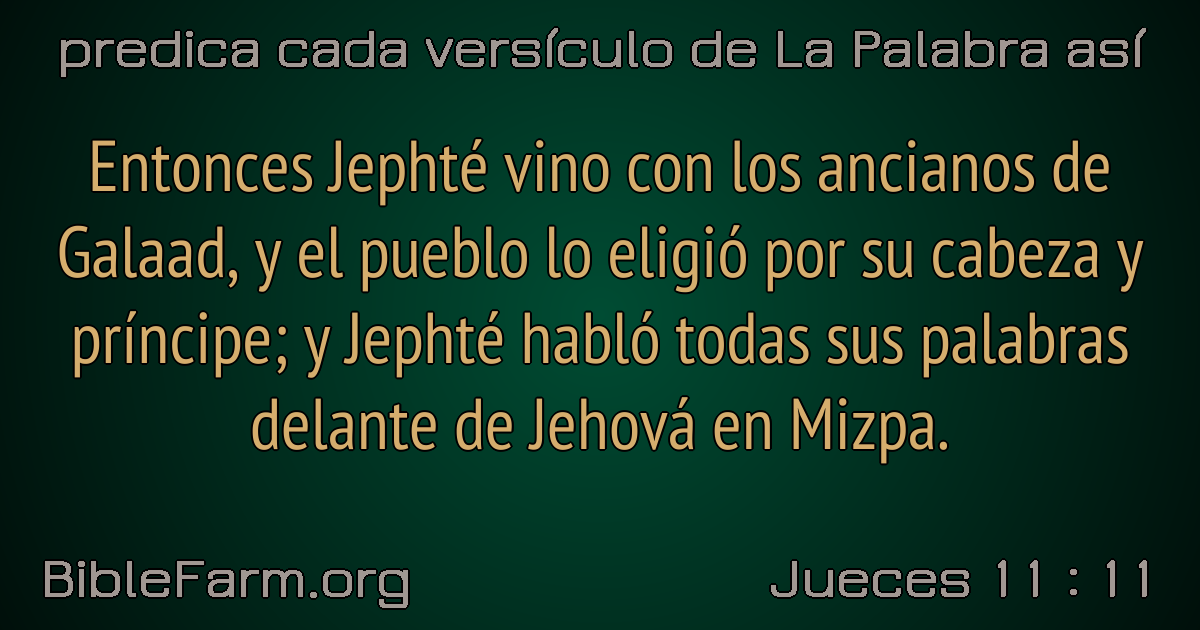 predica cada versículo de La Palabra así
Entonces Jephté vino con los ancianos de
Galaad, y el pueblo lo eligió por su cabeza y
príncipe; y Jephté habló todas sus palabras
delante de Jehová en Mizpa.
BibleFarm.org
Jueces 11 : 11